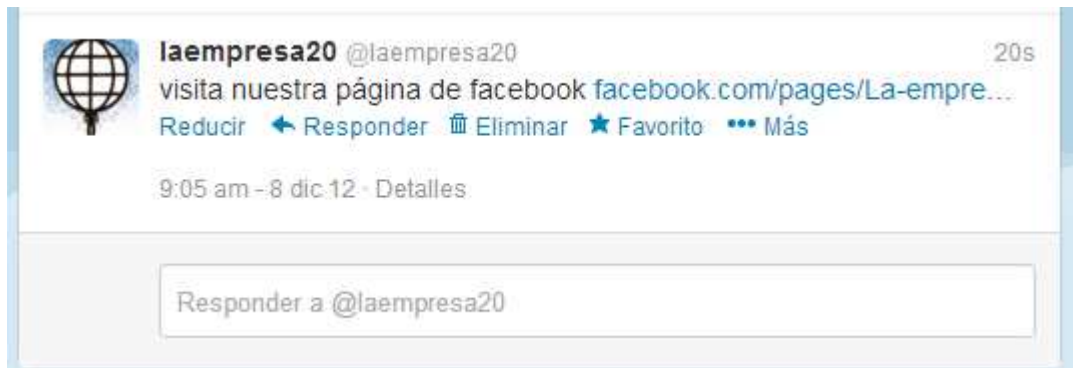 laempresa20 @laempresa20 20s
visita nuestra página de facebook facebook.com/pages/La-empre...
Reducir Responder Eliminar Favorito ••• Más
9:05 am - 8 dic 12 · Detalles
Responder a @laempresa20